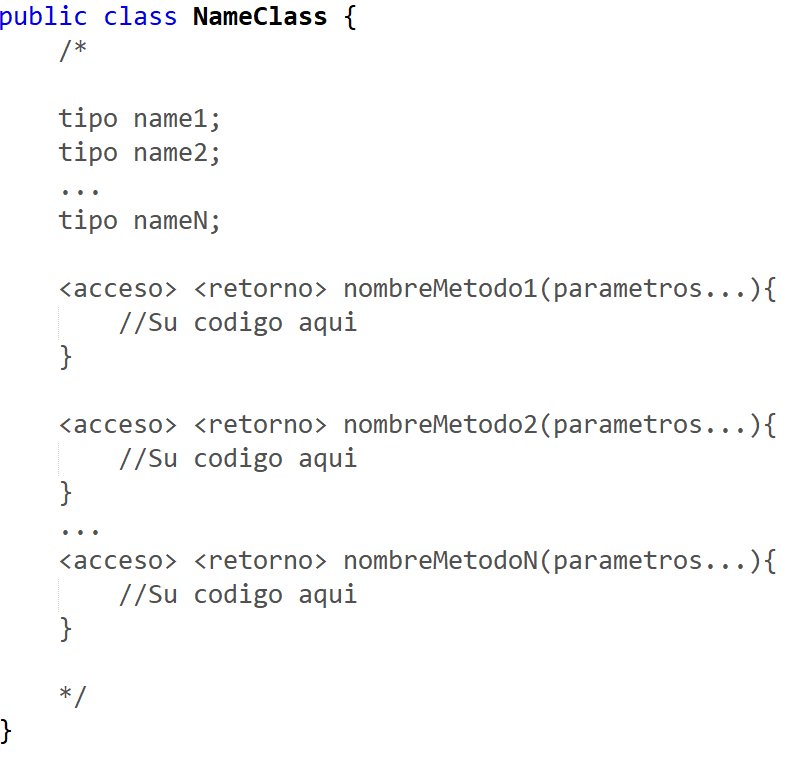 public class NameClass {
/*
tipo name1;
tipo name2;
...
tipo nameN;
<acceso> <retorno> nombreMetodo1(parametros...){
//Su codigo aqui
}
<acceso> <retorno> nombreMetodo2(parametros...){
//Su codigo aqui
}
...
<acceso> <retorno> nombreMetodoN(parametros...){
//Su codigo aqui
}
*/
}